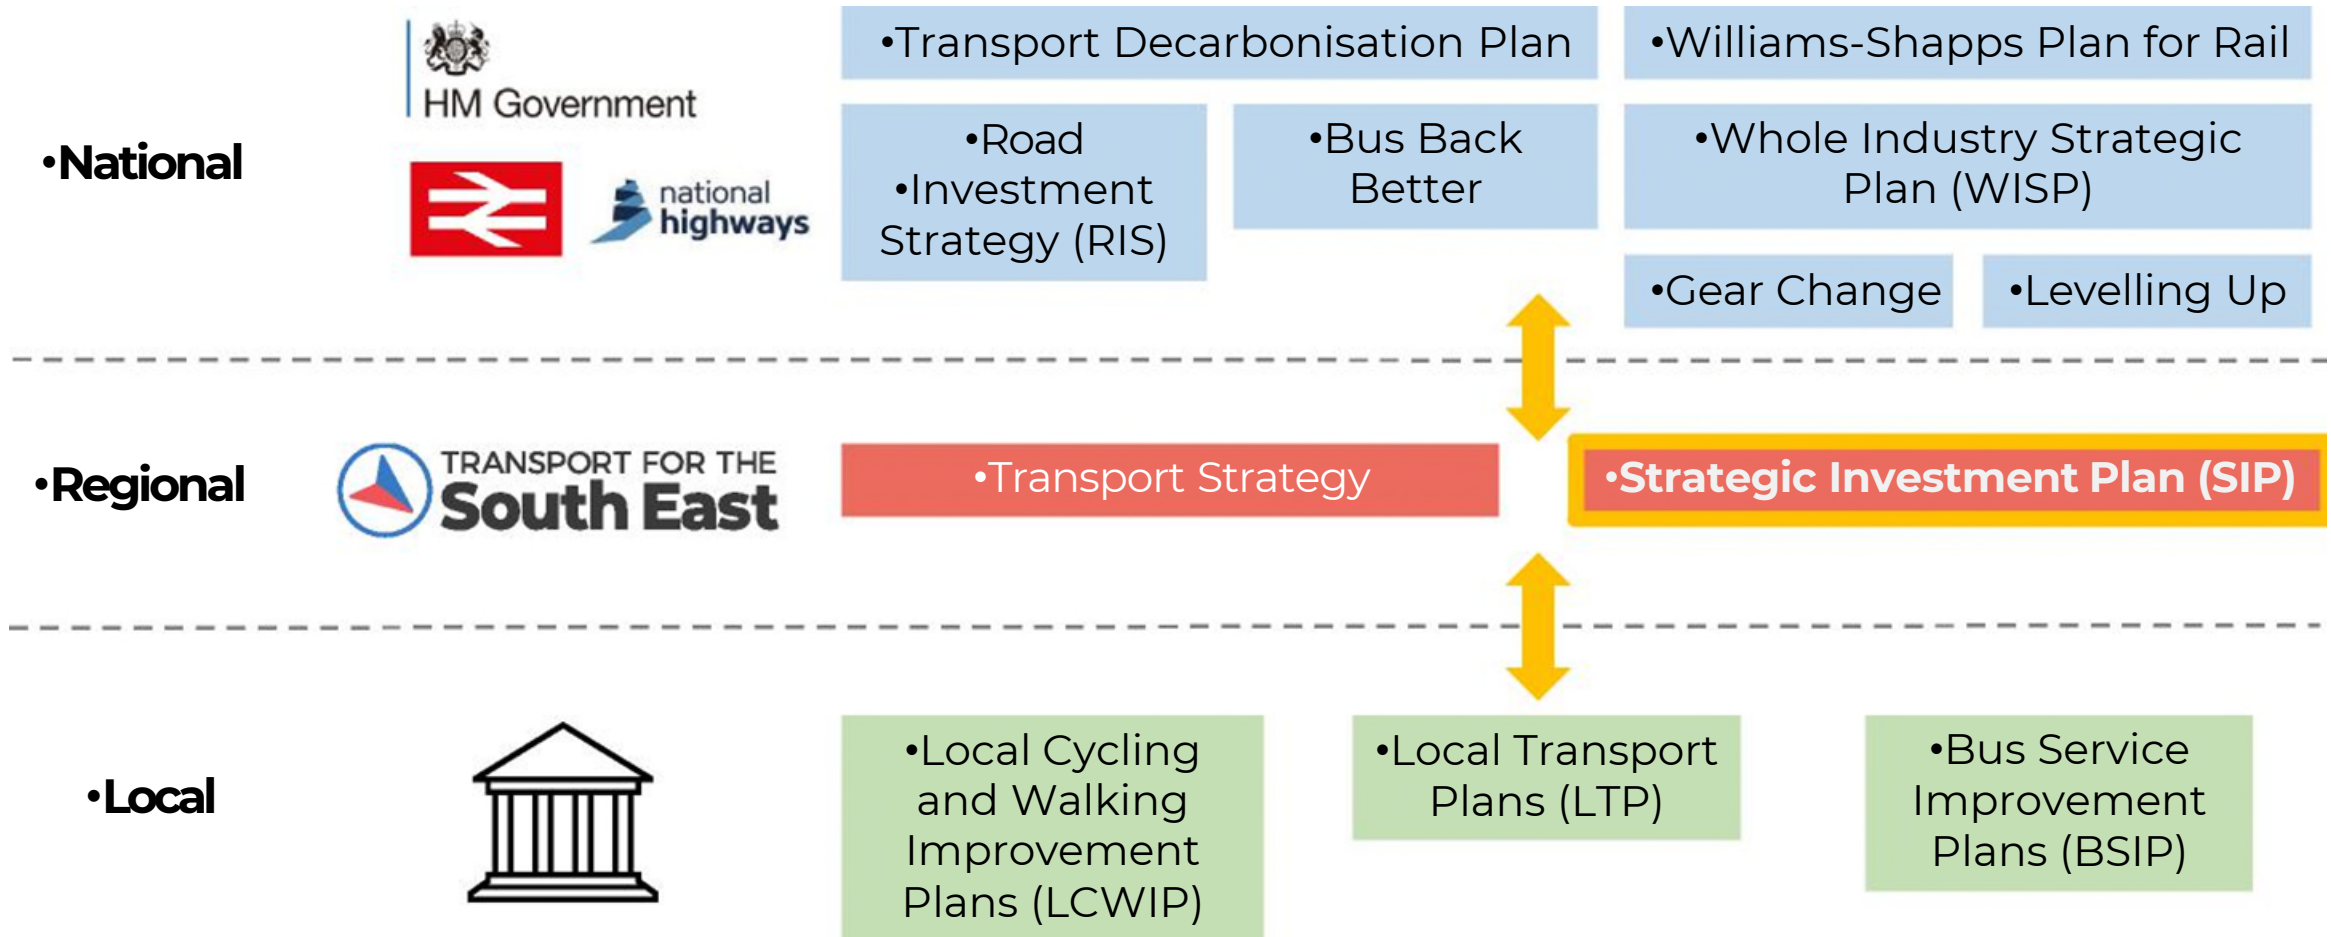 •National
HM Government
national
highways
•Transport Decarbonisation Plan
•Williams-Shapps Plan for Rail
•Road
•Investment
Strategy (RIS)
•Bus Back
Better
•Whole Industry Strategic
Plan (WISP)
•Gear Change
•Levelling Up
•Regional
TRANSPORT FOR THE
South East
•Transport Strategy
•Strategic Investment Plan (SIP)
•Local
•Local Cycling
and Walking
Improvement
Plans (LCWIP)
•Local Transport
Plans (LTP)
•Bus Service
Improvement
Plans (BSIP)